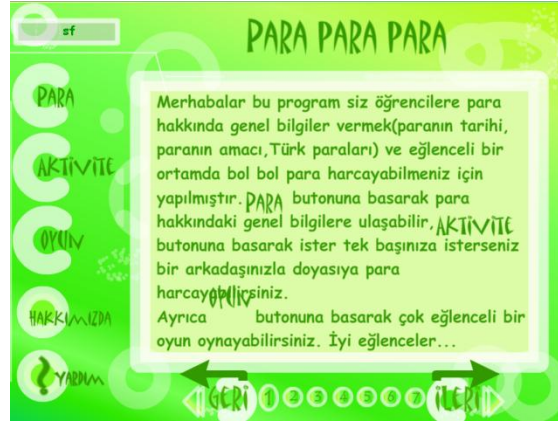 sf
PARA PARA PARA
PARA
AKTİVİTE
OYUN
HAKKIMIZDA
YARDIM
Merhabalar bu program siz öğrencilere para
hakkında genel bilgiler vermek(paranın tarihi,
paranın amacı,Türk paraları) ve eğlenceli bir
ortamda bol bol para harcayabilmeniz için
yapılmıştır. PARA butonuna basarak para
hakkındaki genel bilgilere ulaşabilir, AKTİVİTE
butonuna basarak ister tek başınıza isterseniz
bir arkadaşınızla doyasıya para
harcayabilirsiniz.
Ayrıca OYUN butonuna basarak çok eğlenceli bir
oyun oynayabilirsiniz. İyi eğlenceler...
GERİ 1 2 3 4 5 6 7 İLERİ